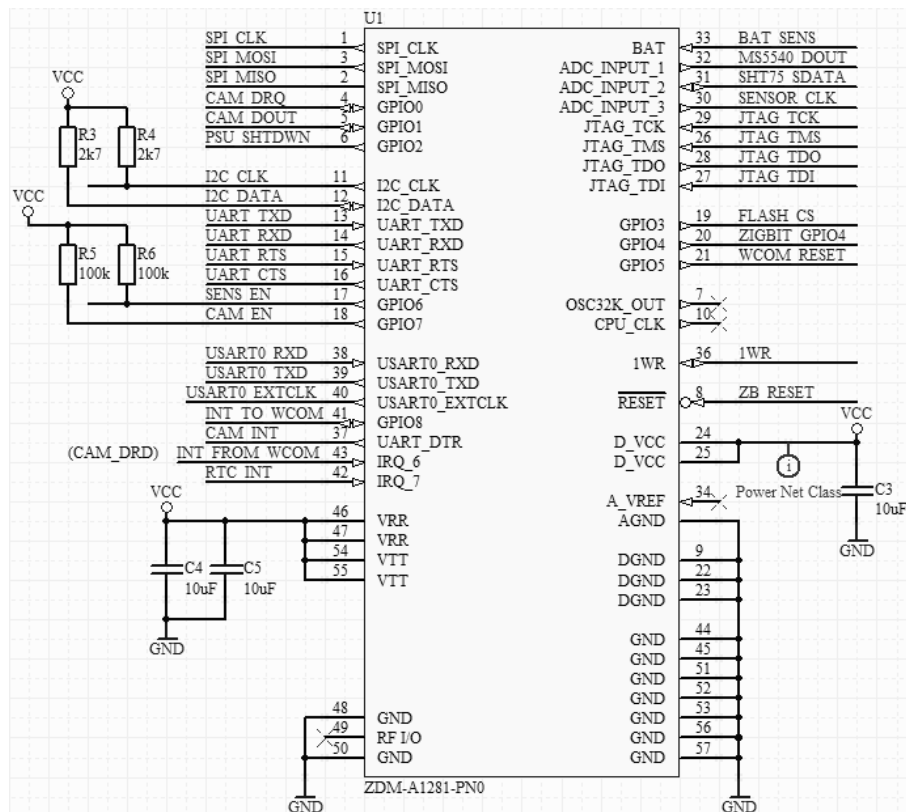 U1
SPI_CLK 1 SPI_CLK BAT 33 BAT_SENS
SPI_MOSI 3 SPI_MOSI ADC_INPUT_1 32 MS5540_DOUT
SPI_MISO 2 SPI_MISO ADC_INPUT_2 31 SHT75_SDATA
VCC
CAM_DRQ 4 GPIO0 ADC_INPUT_3 30 SENSOR_CLK
CAM_DOUT 5 GPIO1 JTAG_TCK 29 JTAG_TCK
R3 2k7
R4 2k7
PSU_SHTDWN 6 GPIO2 JTAG_TMS 26 JTAG_TMS
JTAG_TDO 28 JTAG_TDO
I2C_CLK 11 I2C_CLK JTAG_TDI 27 JTAG_TDI
VCC
I2C_DATA 12 I2C_DATA
UART_TXD 13 UART_TXD GPIO3 19 FLASH_CS
UART_RXD 14 UART_RXD GPIO4 20 ZIGBIT_GPIO4
R5 100k
R6 100k
UART_RTS 15 UART_RTS GPIO5 21 WCOM_RESET
UART_CTS 16 UART_CTS
SENS_EN 17 GPIO6 OSC32K_OUT 7
CAM_EN 18 GPIO7 CPU_CLK 10
USART0_RXD 38 USART0_RXD 1WR 36 1WR
USART0_TXD 39 USART0_TXD
USART0_EXTCLK 40 USART0_EXTCLK RESET 8 ZB_RESET
INT_TO_WCOM 41 GPIO8
VCC
CAM_INT 37 UART_DTR D_VCC 24
(CAM_DRD) INT_FROM_WCOM 43 IRQ_6 D_VCC 25
RTC_INT 42 IRQ_7
i
Power Net Class
C3
10uF
GND
VCC
A_VREF 34
46 VRR AGND
47 VRR
54 VTT DGND 9
55 VTT DGND 22
C4
10uF
C5
10uF
DGND 23
GND
GND 44
GND 45
GND 51
GND 52
48 GND GND 53
49 RF I/O GND 56
50 GND GND 57
ZDM-A1281-PN0
GND GND